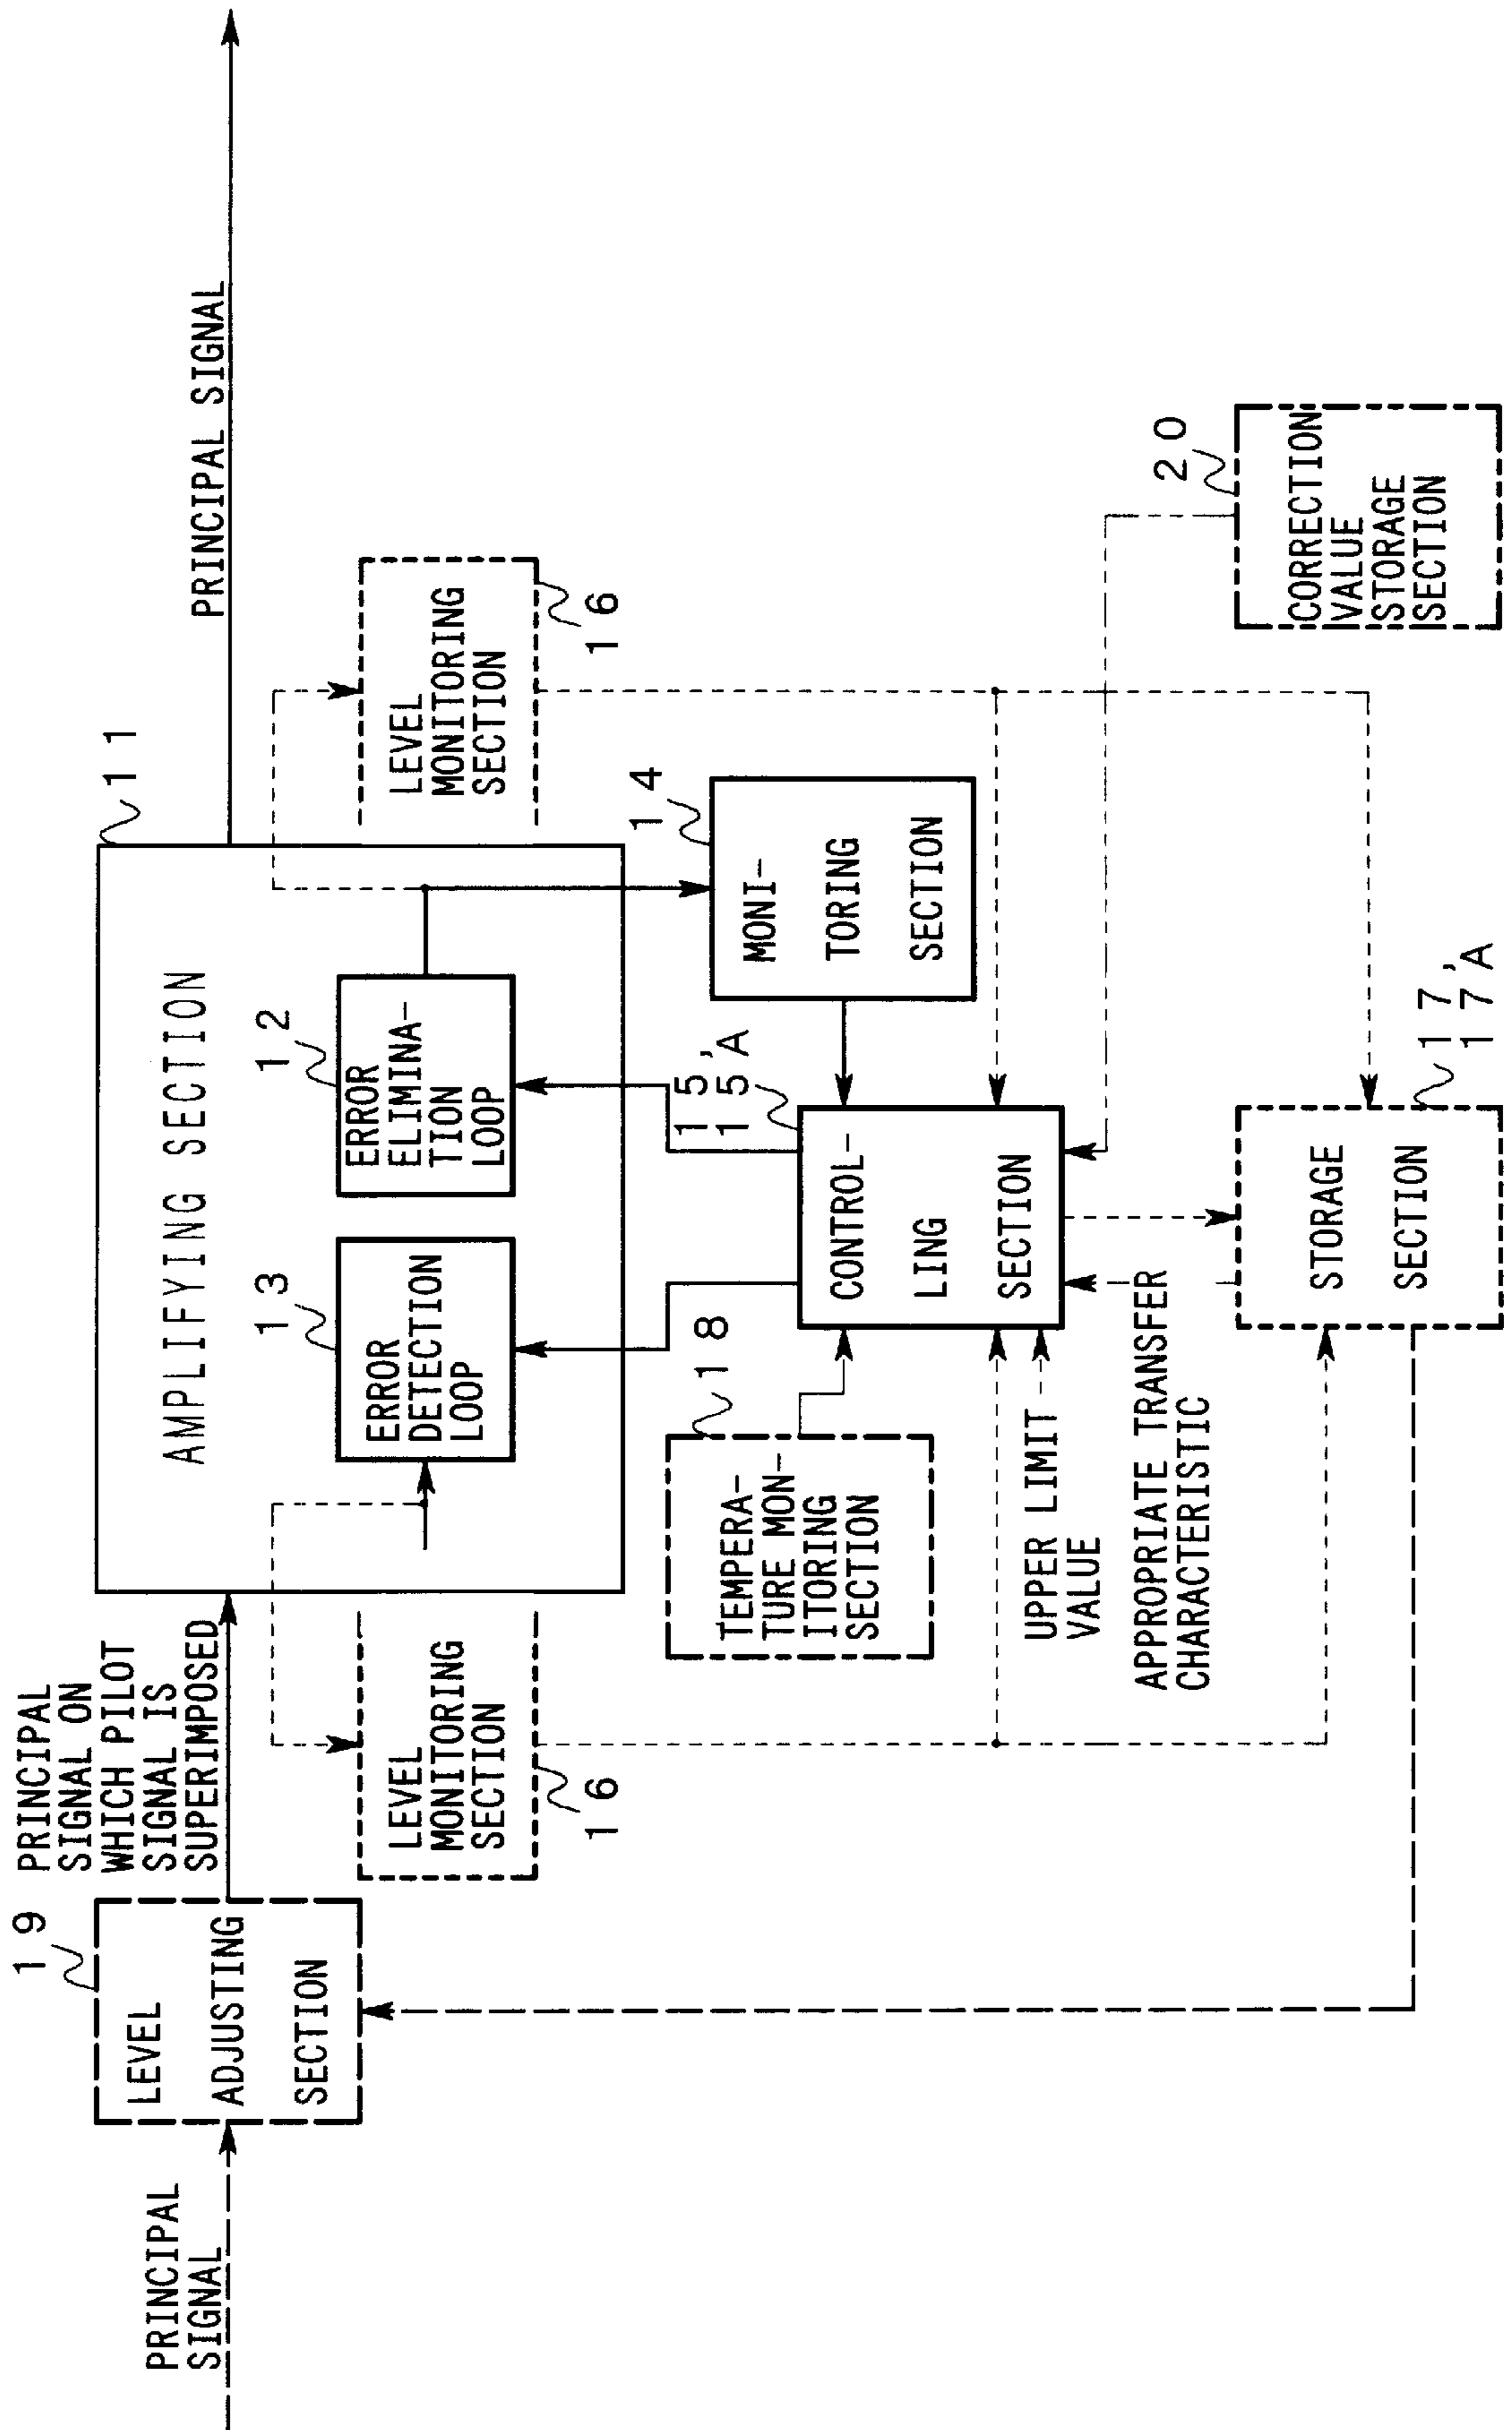 PRINCIPAL
SIGNAL
19
LEVEL
ADJUSTING
SECTION
PRINCIPAL
SIGNAL ON
WHICH PILOT
SIGNAL IS
SUPERIMPOSED
LEVEL
MONITORING
SECTION
16
AMPLIFYING SECTION
11
13
ERROR
DETECTION
LOOP
12
ERROR
ELIMINA-
TION
LOOP
PRINCIPAL SIGNAL
LEVEL
MONITORING
SECTION
16
14
MONI-
TORING
SECTION
18
TEMPERA-
TURE MON-
ITORING
SECTION
15,
15A
CONTROL-
LING
SECTION
UPPER LIMIT
VALUE
APPROPRIATE TRANSFER
CHARACTERISTIC
STORAGE
SECTION
17,
17A
20
CORRECTION
VALUE
STORAGE
SECTION